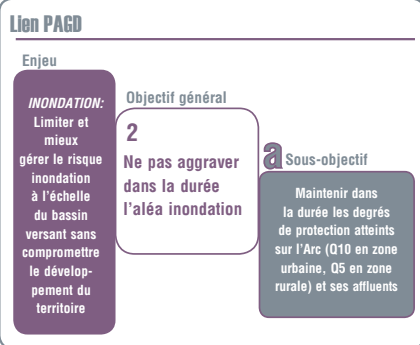 Lien PAGD
Enjeu
INONDATION:
Limiter et
mieux
gérer le risque
inondation
à l'échelle
du bassin
versant sans
compromettre
le dévelop-
pement du
territoire
Objectif général
2
Ne pas aggraver
dans la durée
l'aléa inondation
a Sous-objectif
Maintenir dans
la durée les degrés
de protection atteints
sur l'Arc (Q10 en zone
urbaine, Q5 en zone
rurale) et ses affluents